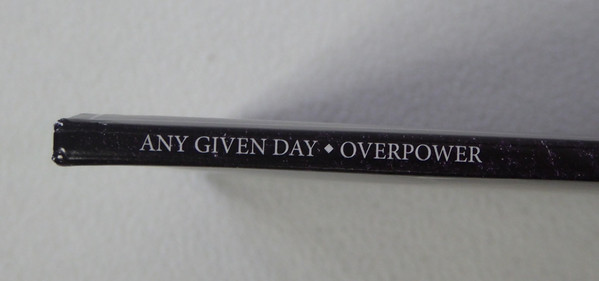 ANY GIVEN DAY ◆ OVERPOWER